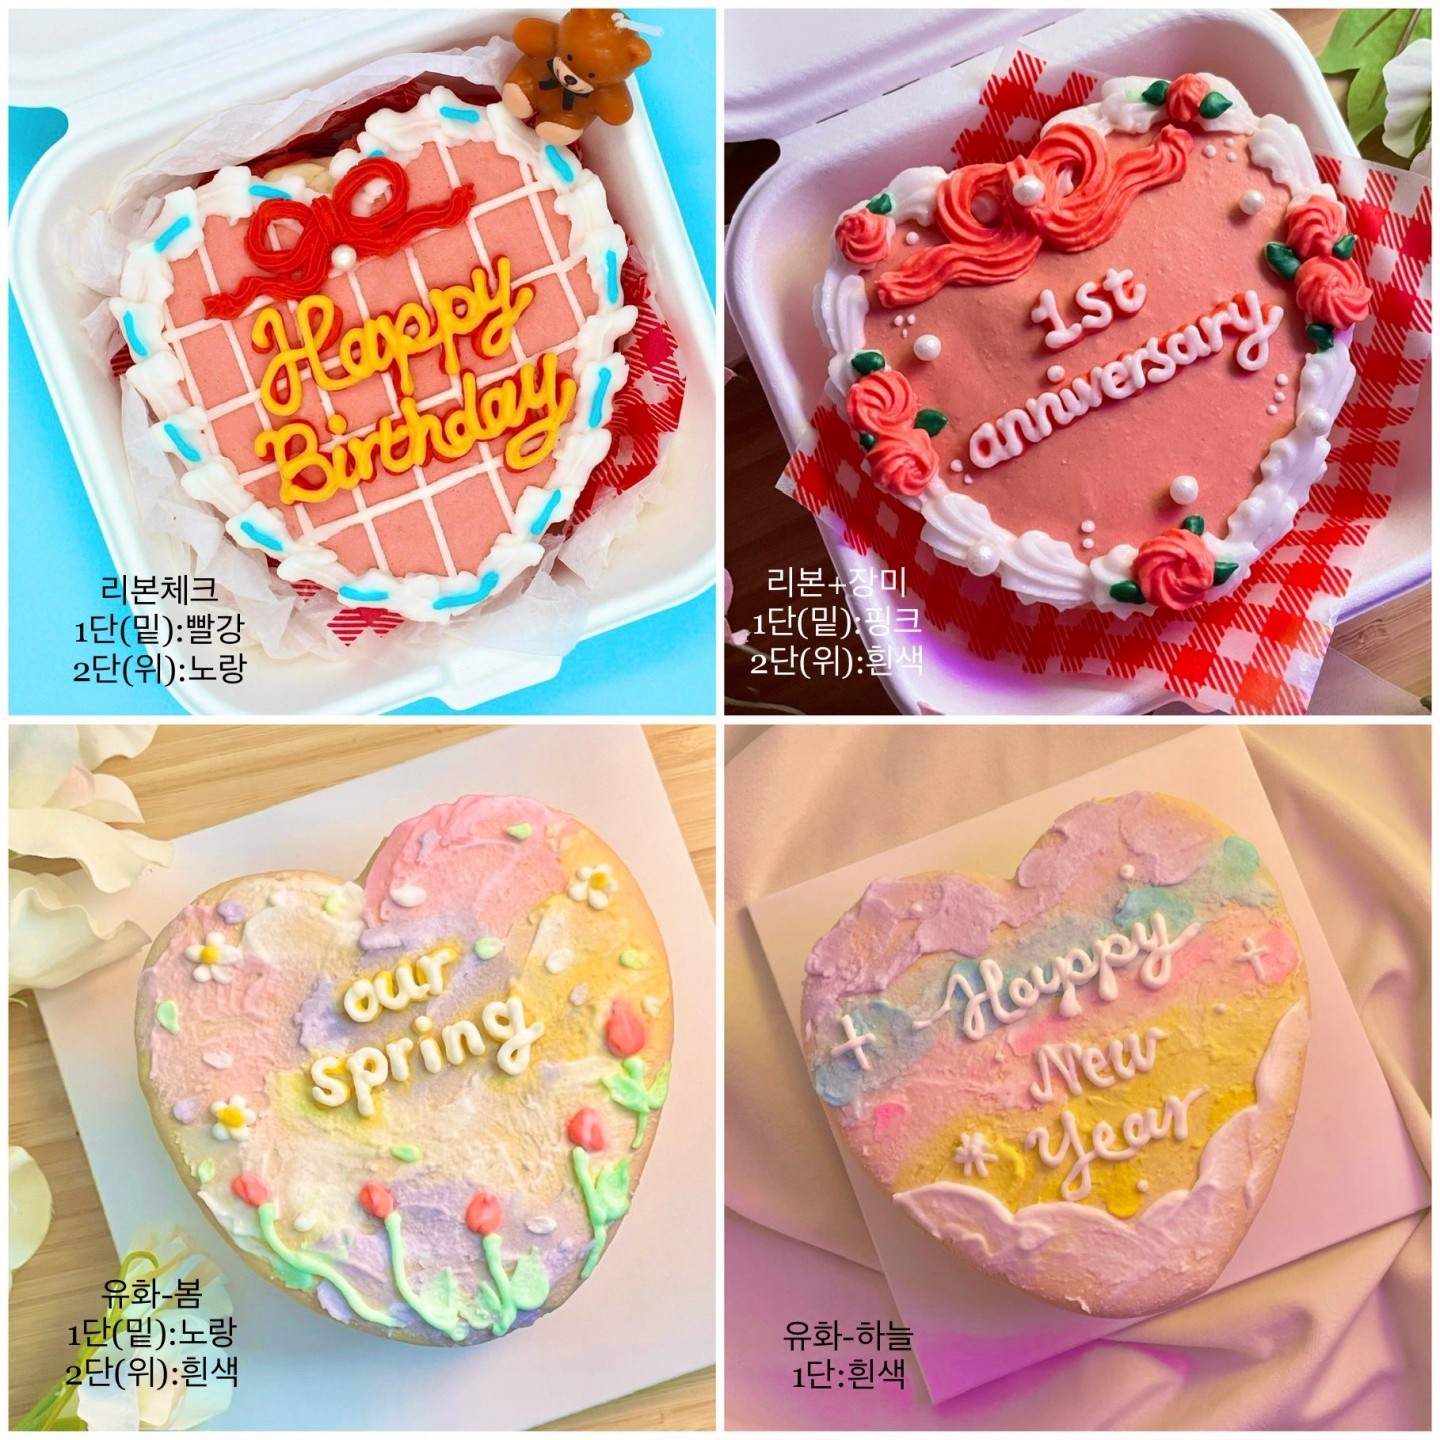 Happy
Birthday
리본체크
1단(밑):빨강
2단(위):노랑
1st
anniversary
리본+장미
1단(밑):핑크
2단(위):흰색
our
spring
유화-봄
1단(밑):노랑
2단(위):흰색
Happy
New
Year
유화-하늘
1단:흰색